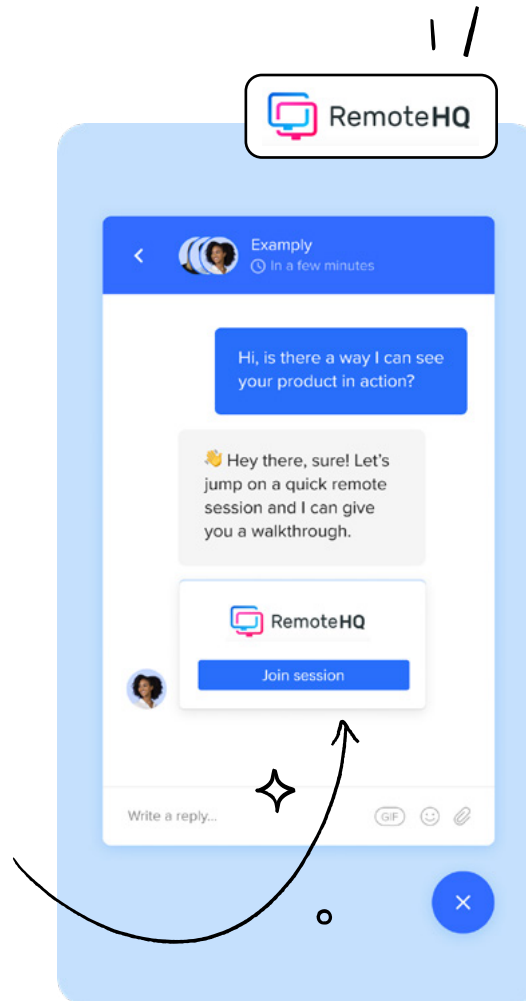 RemoteHQ
Examply
In a few minutes
Hi, is there a way I can see
your product in action?
👋 Hey there, sure! Let's
jump on a quick remote
session and I can give
you a walkthrough.
RemoteHQ
Join session
Write a reply...
GIF